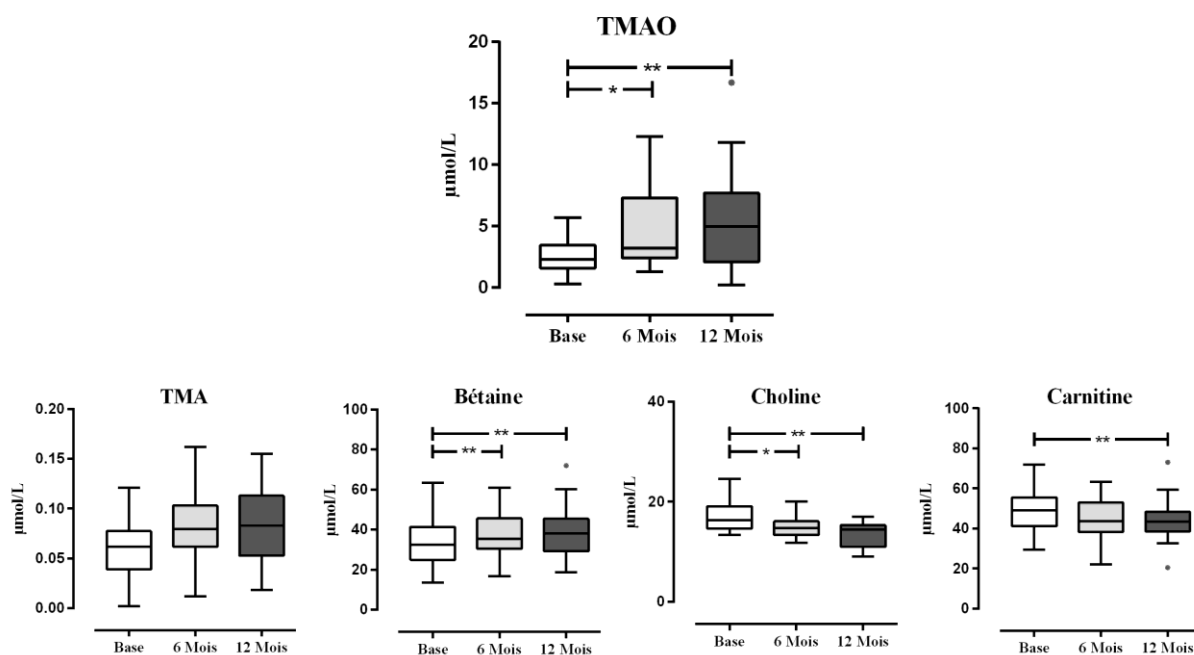 TMAO
20
15
10
5
0
µmol/L
**
*
Base 6 Mois 12 Mois
TMA
0.20
0.15
0.10
0.05
0.00
µmol/L
Base 6 Mois 12 Mois
Bétaine
100
80
60
40
20
0
µmol/L
**
**
Base 6 Mois 12 Mois
Choline
40
20
0
µmol/L
**
*
Base 6 Mois 12 Mois
Carnitine
100
80
60
40
20
0
µmol/L
**
Base 6 Mois 12 Mois